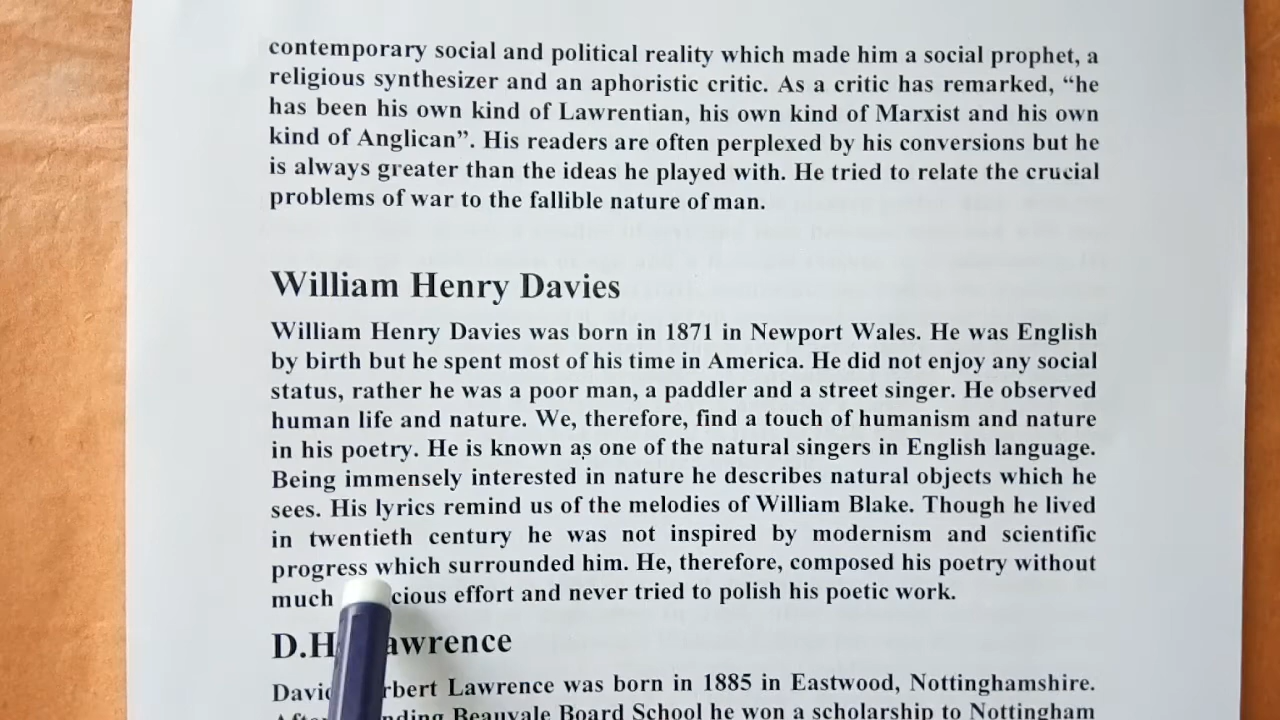 contemporary social and political reality which made him a social prophet, a
religious synthesizer and an aphoristic critic. As a critic has remarked, “he
has been his own kind of Lawrentian, his own kind of Marxist and his own
kind of Anglican”. His readers are often perplexed by his conversions but he
is always greater than the ideas he played with. He tried to relate the crucial
problems of war to the fallible nature of man.
William Henry Davies
William Henry Davies was born in 1871 in Newport Wales. He was English
by birth but he spent most of his time in America. He did not enjoy any social
status, rather he was a poor man, a paddler and a street singer. He observed
human life and nature. We, therefore, find a touch of humanism and nature
in his poetry. He is known as one of the natural singers in English language.
Being immensely interested in nature he describes natural objects which he
sees. His lyrics remind us of the melodies of William Blake. Though he lived
in twentieth century he was not inspired by modernism and scientific
progress which surrounded him. He, therefore, composed his poetry without
much cious effort and never tried to polish his poetic work.
D.H. awrence
David rbert Lawrence was born in 1885 in Eastwood, Nottinghamshire.
nding Beauvale Board School he won a scholarship to Nottingham